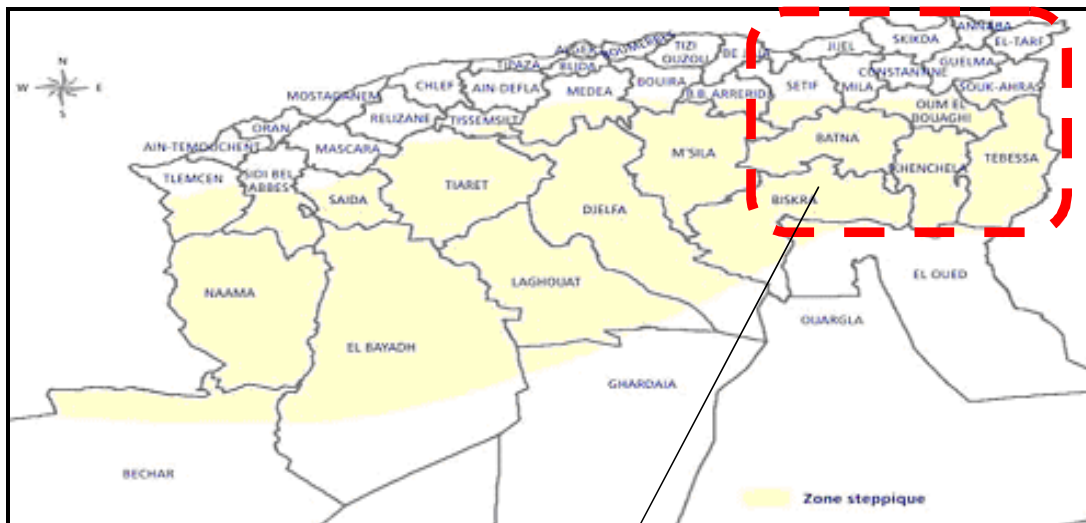 ANNABA
SKIKDA
EL-TARF
JIJEL
TIZI
OUZOU
ALGER
BOUMERDES
TIPAZA
BLIDA
GUELMA
CONSTANTINE
CHLEF
AIN-DEFLA
MEDEA
BOUIRA
B.B. ARRERIDJ
SETIF
MILA
SOUK-AHRAS
MOSTAGANEM
RELIZANE
TISSEMSILT
OUM EL
BOUAGHI
ORAN
MASCARA
BATNA
AIN-TEMOUCHENT
M'SILA
TEBESSA
KHENCHELA
TLEMCEN
SIDI BEL
ABBES
SAIDA
TIARET
BISKRA
DJELFA
NAAMA
LAGHOUAT
EL OUED
OUARGLA
EL BAYADH
GHARDAIA
BECHAR
Zone steppique
N
W
E
S